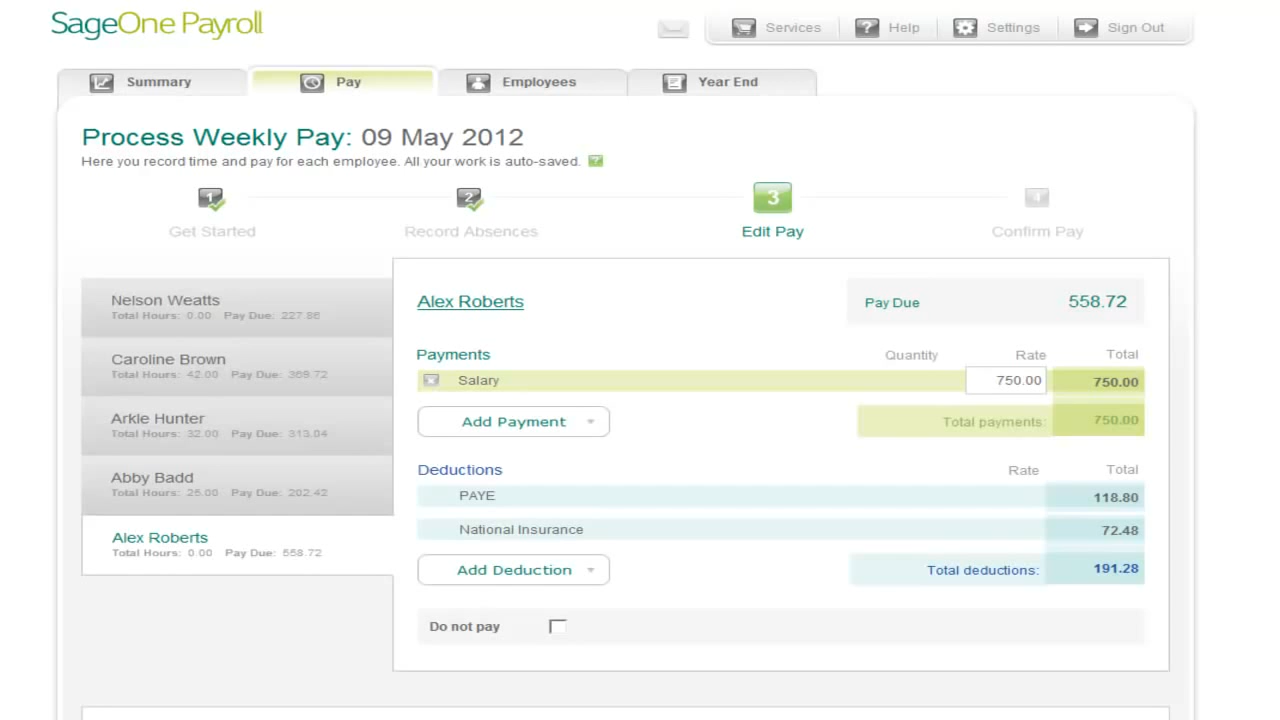 SageOne Payroll
Services
Help
Settings
Sign Out
Summary
Pay
Employees
Year End
Process Weekly Pay: 09 May 2012
Here you record time and pay for each employee. All your work is auto-saved. ?
1
2
3
4
Get Started
Record Absences
Edit Pay
Confirm Pay
Nelson Weatts
Total Hours: 0.00 Pay Due: 227.86
Caroline Brown
Total Hours: 42.00 Pay Due: 369.72
Arkle Hunter
Total Hours: 32.00 Pay Due: 313.04
Abby Badd
Total Hours: 25.00 Pay Due: 202.42
Alex Roberts
Total Hours: 0.00 Pay Due: 558.72
Alex Roberts
Pay Due 558.72
Payments Quantity Rate Total
Salary 750.00 750.00
Add Payment
Total payments: 750.00
Deductions Rate Total
PAYE 118.80
National Insurance 72.48
Add Deduction
Total deductions: 191.28
Do not pay